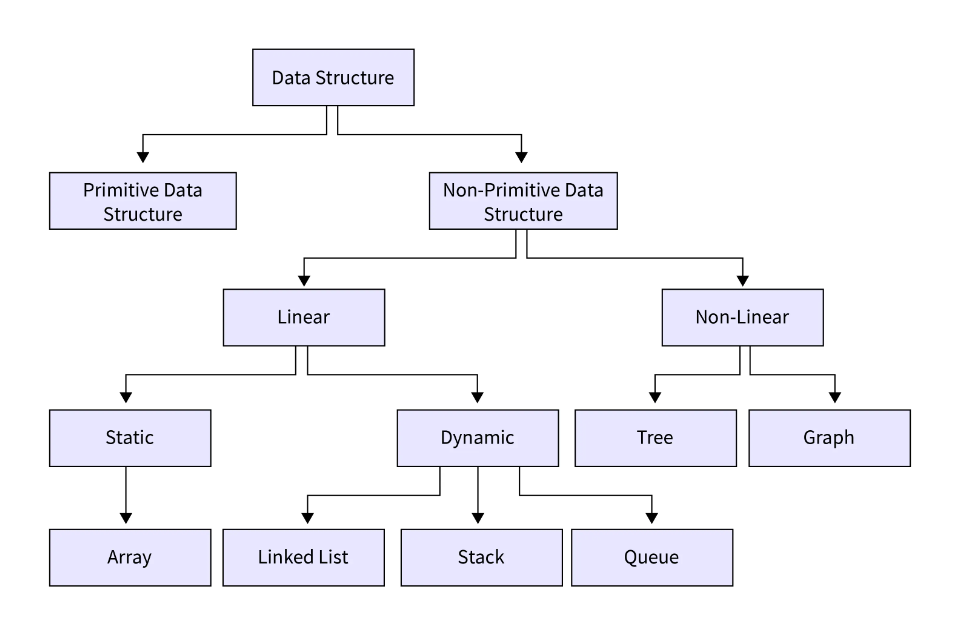 Data Structure
Primitive Data
Structure
Non-Primitive Data
Structure
Linear
Non-Linear
Static
Dynamic
Tree
Graph
Array
Linked List
Stack
Queue